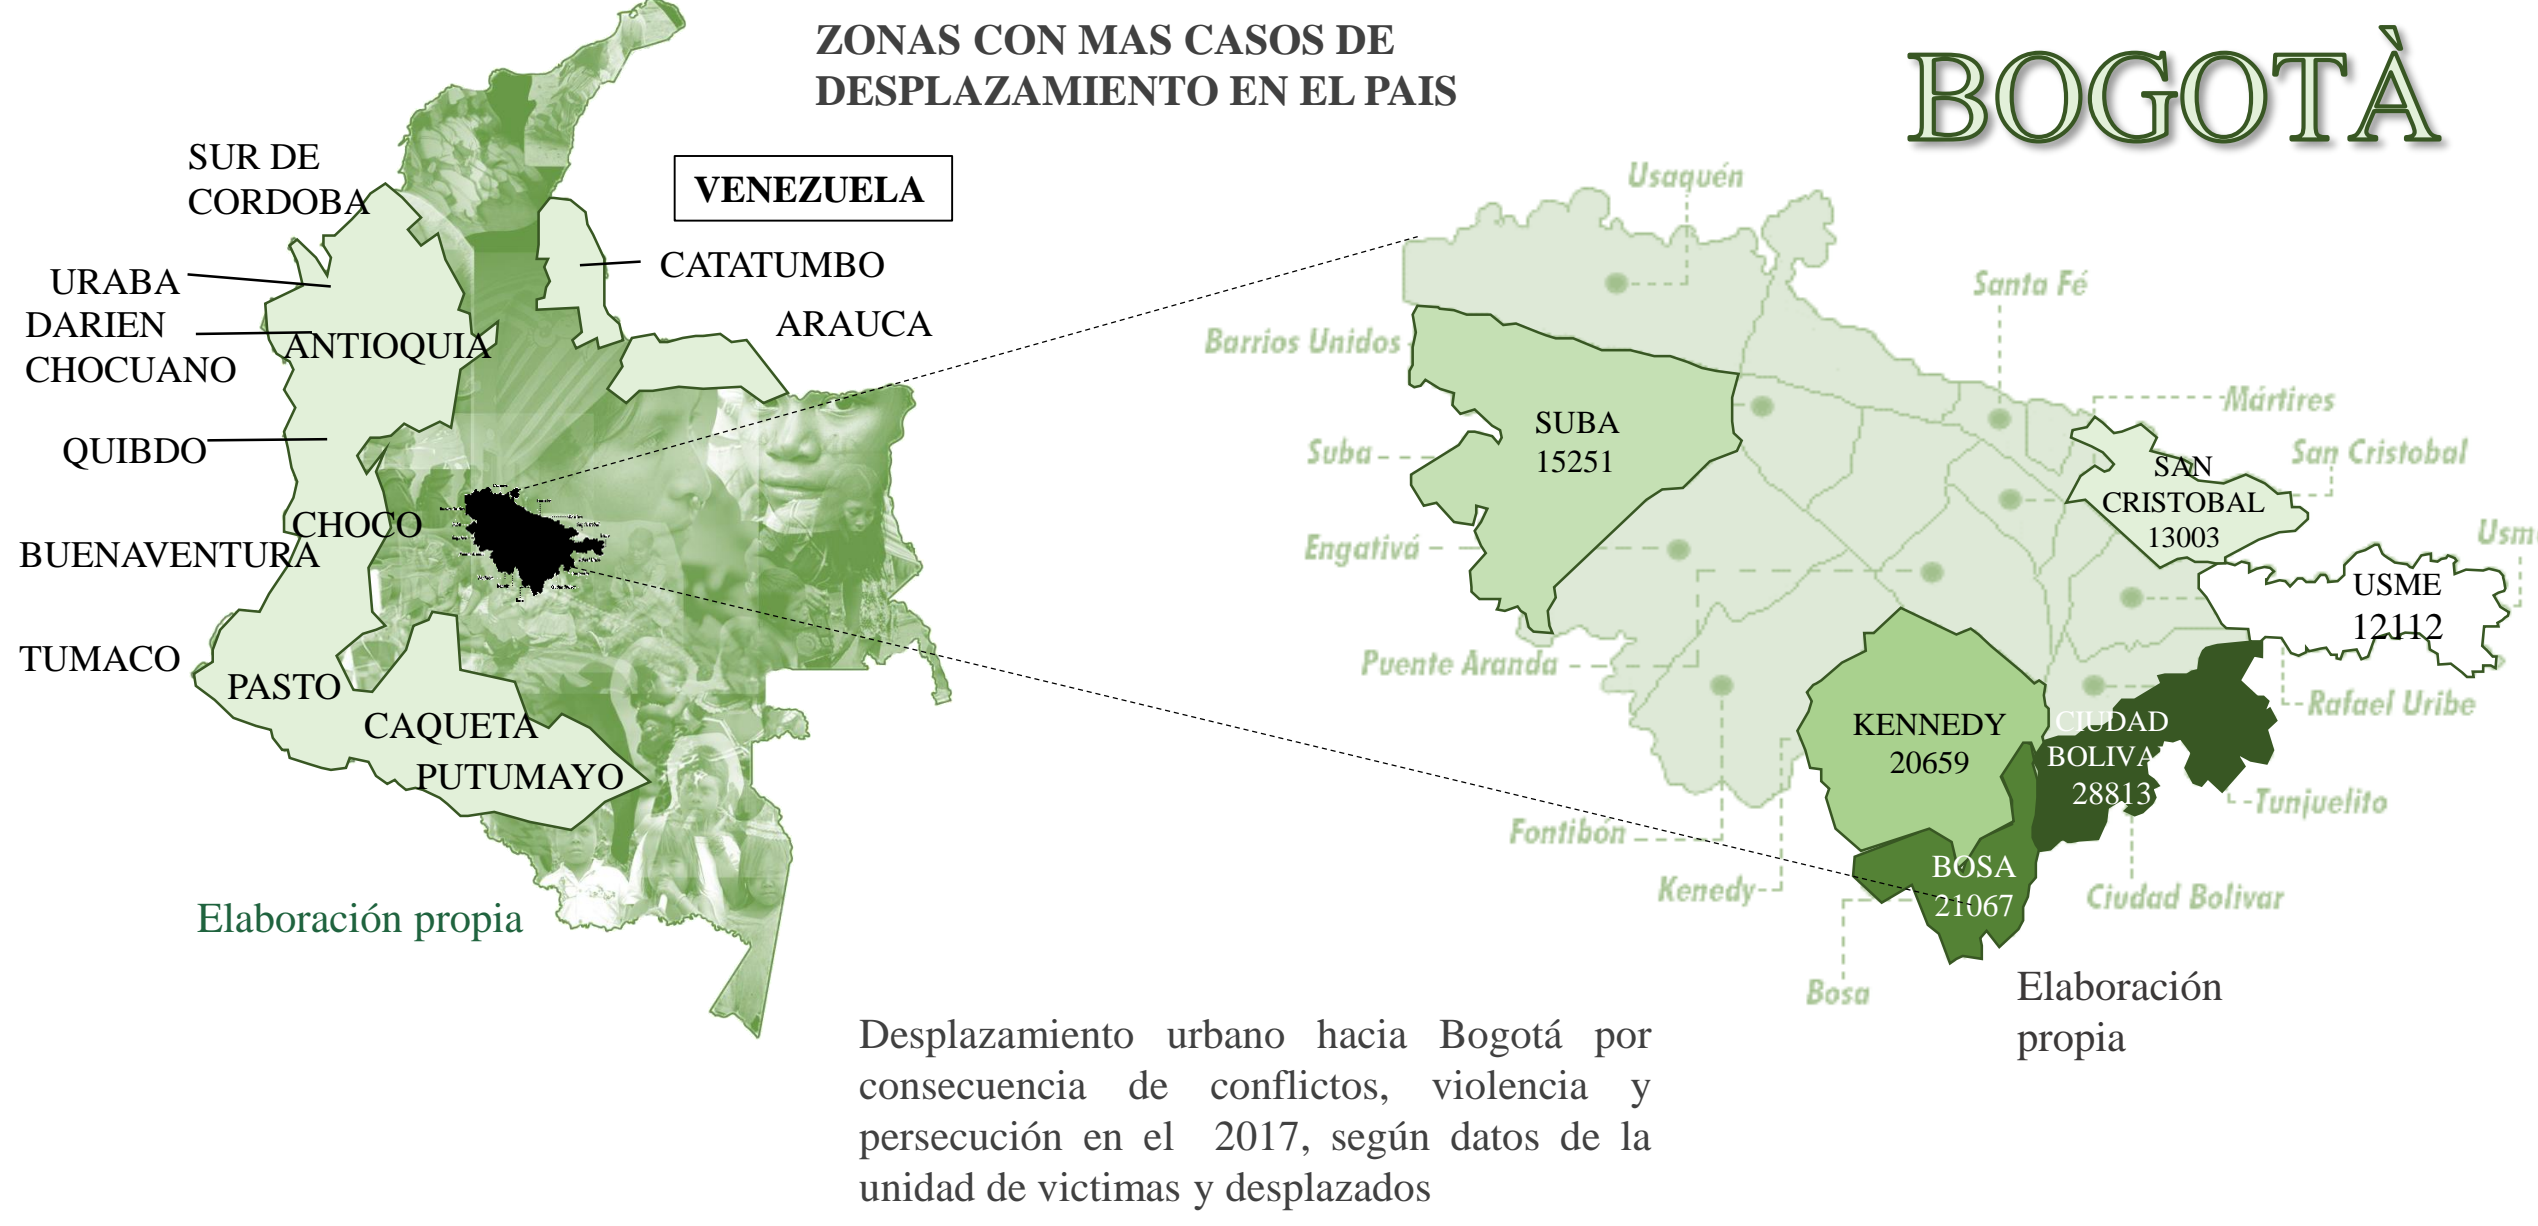 ZONAS CON MAS CASOS DE
DESPLAZAMIENTO EN EL PAIS
BOGOTÀ
SUR DE
CORDOBA
VENEZUELA
URABA
CATATUMBO
DARIEN
CHOCUANO
ANTIOQUIA
ARAUCA
QUIBDO
CHOCO
BUENAVENTURA
TUMACO
PASTO
CAQUETA
PUTUMAYO
Elaboración propia
Usaquén
Santa Fé
Barrios Unidos
Mártires
SUBA
15251
Suba
San Cristobal
SAN
CRISTOBAL
13003
Engativá
Usm
USME
12112
Puente Aranda
Rafael Uribe
KENNEDY
20659
CIUDAD
BOLIVA
28813
Tunjuelito
Fontibón
Kenedy
BOSA
21067
Ciudad Bolivar
Bosa
Elaboración
propia
Desplazamiento urbano hacia Bogotá por
consecuencia de conflictos, violencia y
persecución en el 2017, según datos de la
unidad de victimas y desplazados